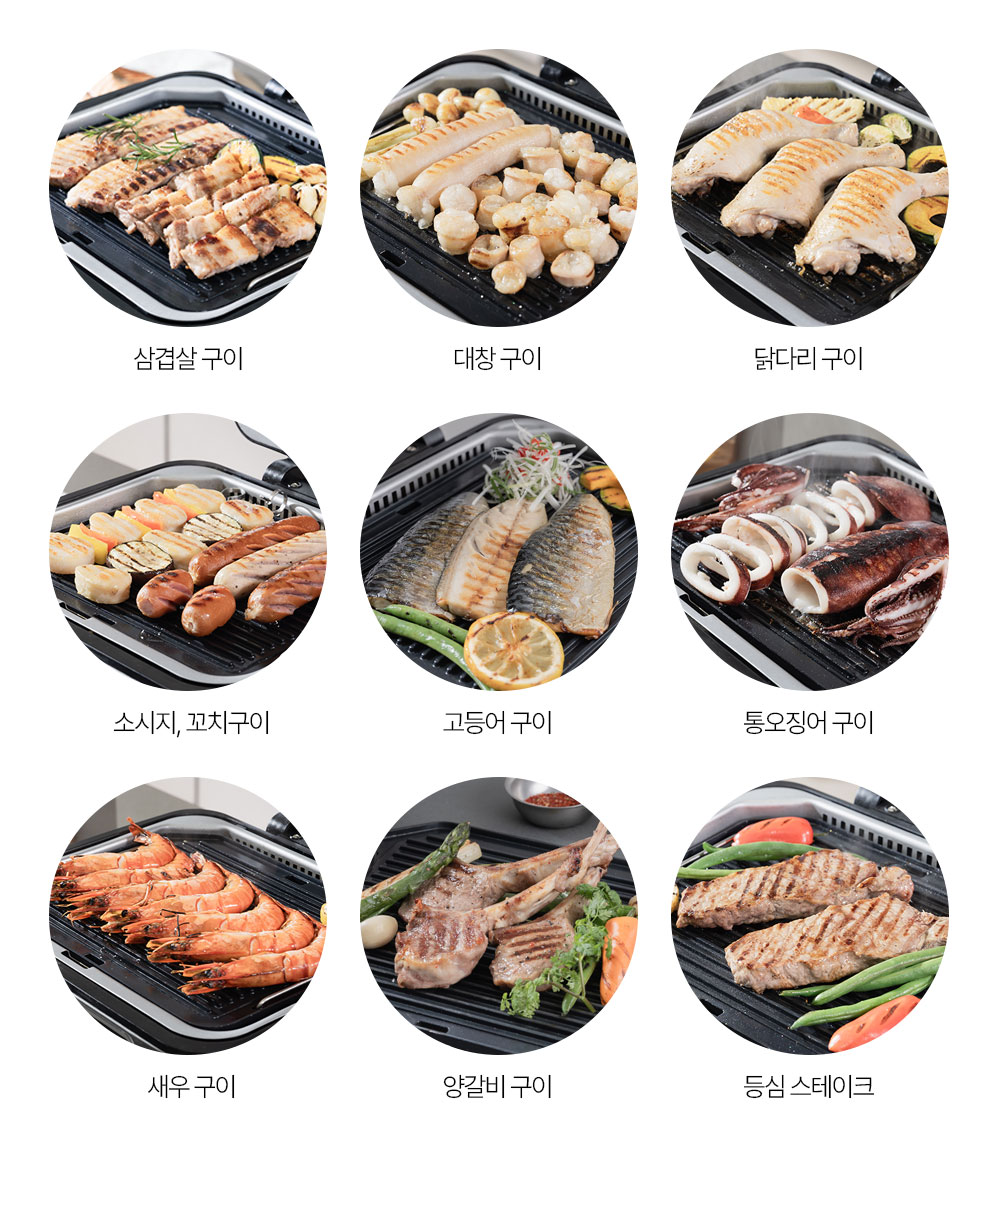 삼겹살 구이
대창 구이
닭다리 구이
소시지, 꼬치구이
고등어 구이
통오징어 구이
새우 구이
양갈비 구이
등심 스테이크